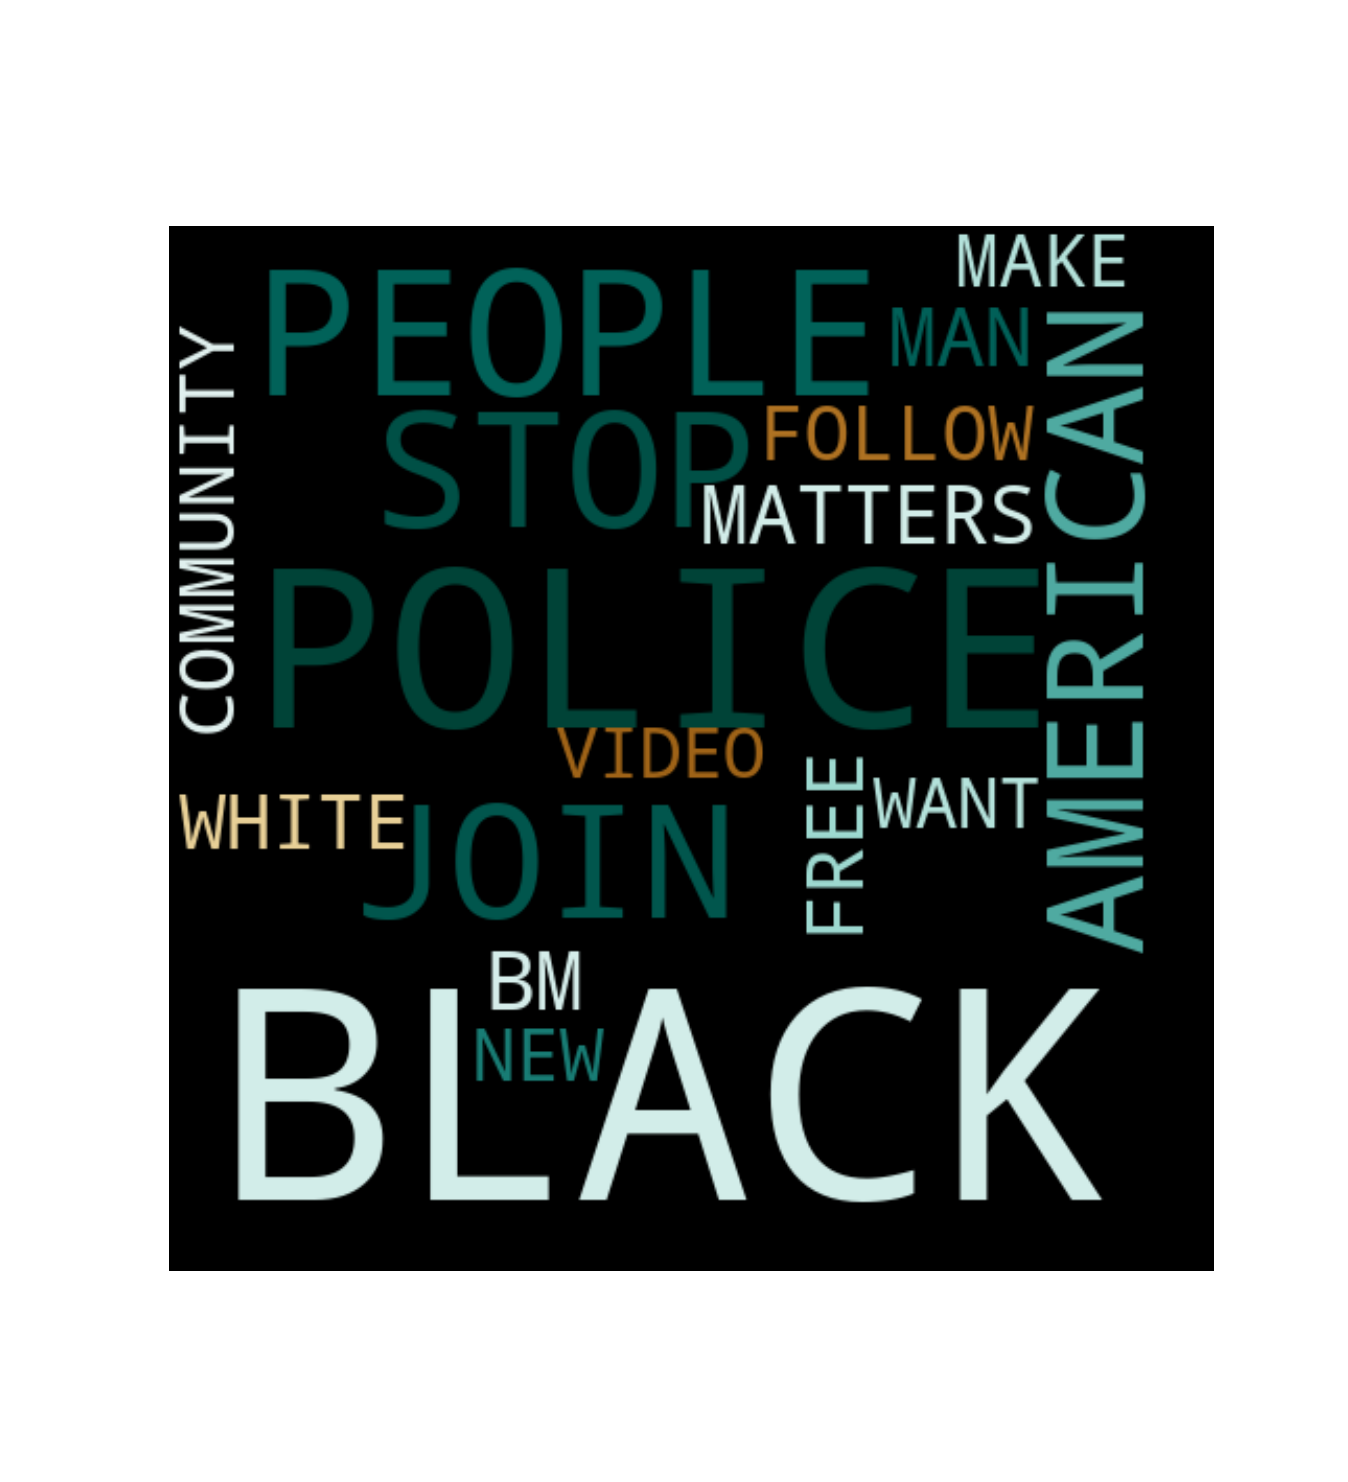 MAKE
PEOPLE
MAN
COMMUNITY
AMERICAN
STOP
FOLLOW
MATTERS
POLICE
VIDEO
FREE
WANT
WHITE
JOIN
BM
NEW
BLACK